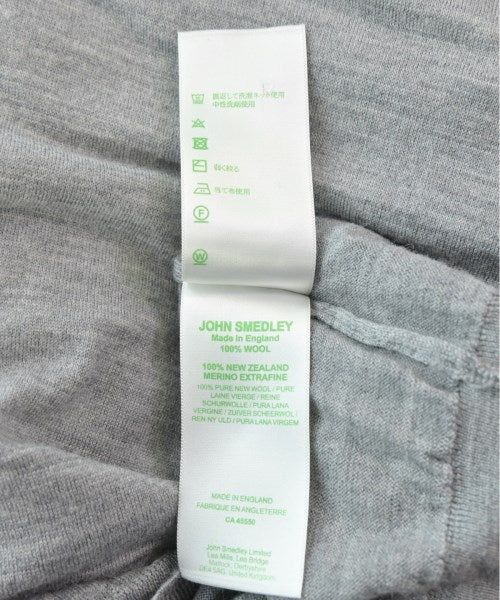 裏返して洗濯ネット使用
中性洗剤使用
弱く絞る
当て布使用
F
W
JOHN SMEDLEY
Made in England
100% WOOL
100% NEW ZEALAND
MERINO EXTRAFINE
100% PURE NEW WOOL / PURE
LAINE VIERGE / REINE
SCHURWOLLE / PURA LANA
VERGINE / ZUIVER SCHEERWOL /
REN NY ULD / PURA LANA VIRGEM
MADE IN ENGLAND
FABRIQUE EN ANGLETERRE
CA 45550
John Smedley Limited
Lea Mills, Lea Bridge
Matlock, Derbyshire
DE4 5AG, United Kingdom